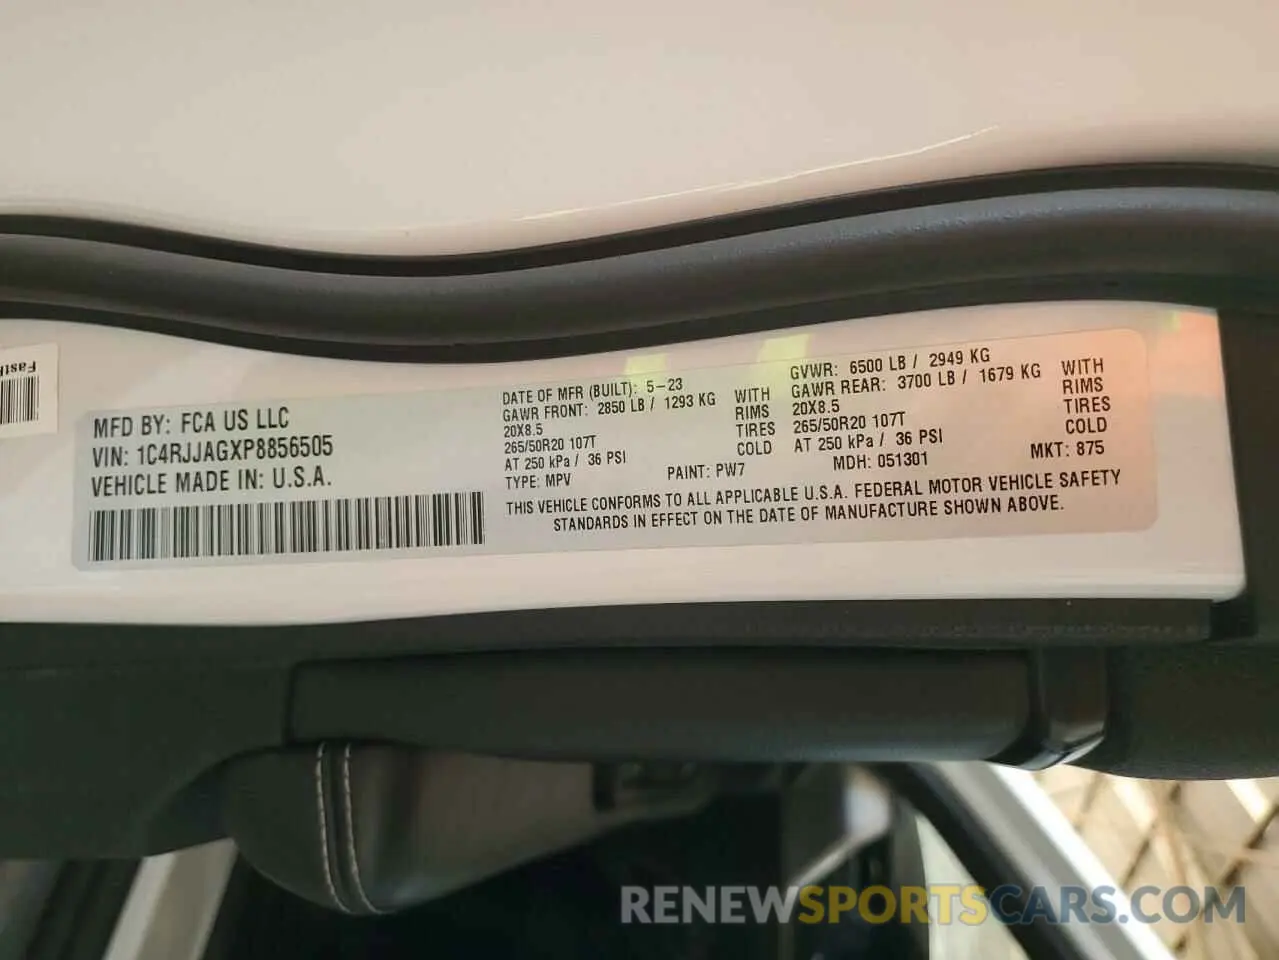 FastF
MFD BY: FCA US LLC
VIN: 1C4RJJAGXP8856505
VEHICLE MADE IN: U.S.A.
DATE OF MFR (BUILT): 5-23
GAWR FRONT: 2850 LB / 1293 KG WITH
20X8.5 RIMS
265/50R20 107T TIRES
AT 250 kPa / 36 PSI COLD
TYPE: MPV PAINT: PW7
GVWR: 6500 LB / 2949 KG
GAWR REAR: 3700 LB / 1679 KG WITH
20X8.5 RIMS
265/50R20 107T TIRES
AT 250 kPa / 36 PSI COLD
MDH: 051301 MKT: 875
THIS VEHICLE CONFORMS TO ALL APPLICABLE U.S.A. FEDERAL MOTOR VEHICLE SAFETY
STANDARDS IN EFFECT ON THE DATE OF MANUFACTURE SHOWN ABOVE.
RENEWSPORTSCARS.COM